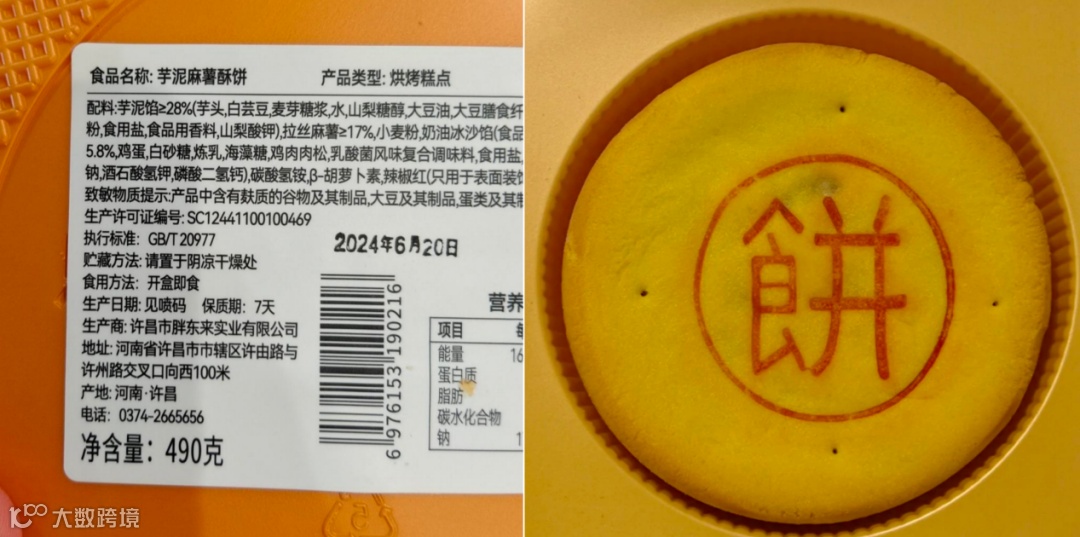 食品名称: 芋泥麻薯酥饼 产品类型: 烘烤糕点
配料:芋泥馅≥28%(芋头,白芸豆,麦芽糖浆,水,山梨糖醇,大豆油,大豆膳食纤
粉,食用盐,食品用香料,山梨酸钾),拉丝麻薯≥17%,小麦粉,奶油冰沙馅(食品
5.8%,鸡蛋,白砂糖,炼乳,海藻糖,鸡肉肉松,乳酸菌风味复合调味料,食用盐,
钠,酒石酸氢钾,磷酸二氢钙),碳酸氢铵,β-胡萝卜素,辣椒红(只用于表面装饰
致敏物质提示:产品中含有麸质的谷物及其制品,大豆及其制品,蛋类及其制
生产许可证编号: SC12441100100469
执行标准: GB/T 20977
2024年6月20日
贮藏方法: 请置于阴凉干燥处
食用方法: 开盒即食
生产日期: 见喷码 保质期: 7天
生产商: 许昌市胖东来实业有限公司
地址: 河南省许昌市市辖区许由路与
许州路交叉口向西100米
产地: 河南·许昌
电话: 0374-2665656
净含量: 490克
6 976153 190216
营养
项目
能量 16
蛋白质
脂肪
碳水化合物
钠 1
餅
大数跨境